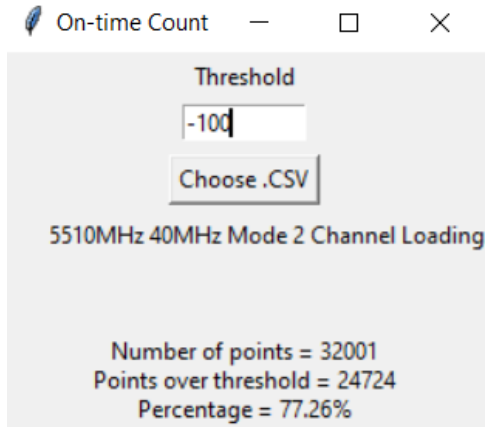 On-time Count
Threshold
-100
Choose .CSV
5510MHz 40MHz Mode 2 Channel Loading
Number of points = 32001
Points over threshold = 24724
Percentage = 77.26%